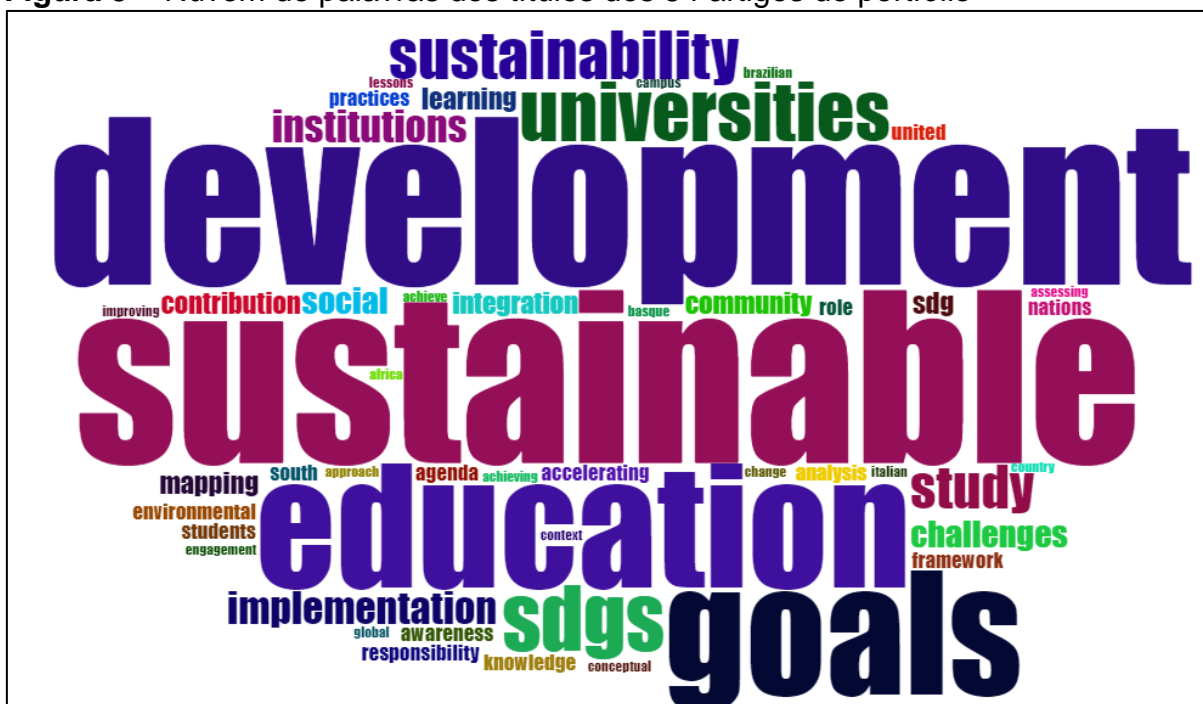 Figura – Nuvem de palavras dos títulos dos artigos do portfólio
sustainability
brazilian
lessons
campus
practices
learning
universities
institutions
united
development
improving
contribution
social
achieve
integration
basque
community
role
sdg
assessing
nations
sustainable
africa
mapping
south
approach
agenda
achieving
accelerating
change
analysis
italian
study
country
environmental
students
engagement
education
context
challenges
framework
implementation
sdgs
goals
global
awareness
responsibility
knowledge
conceptual